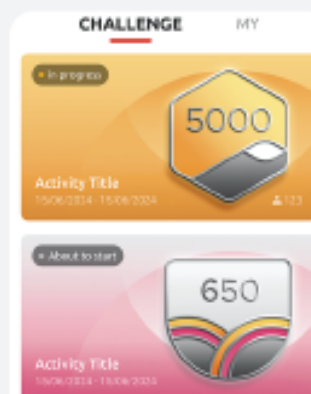 CHALLENGE MY
In progress
5000
Activity Title
15/06/2024 - 15/06/2024
123
About to start
650
Activity Title
15/06/2024 - 15/06/2024